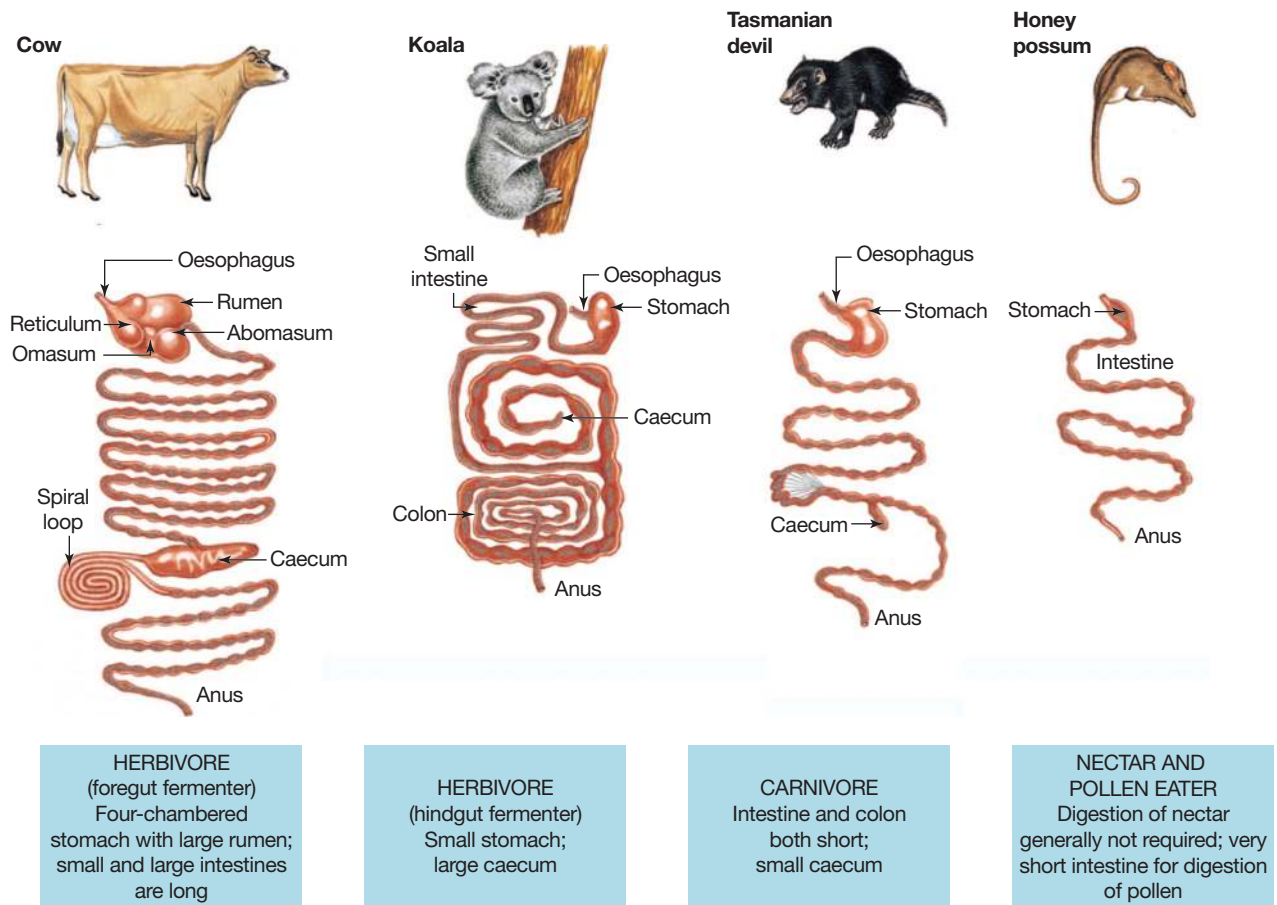 Cow
Koala
Tasmanian
devil
Honey
possum
Oesophagus
Rumen
Reticulum
Abomasum
Omasum
Spiral
loop
Caecum
Anus
Small
intestine
Oesophagus
Stomach
Caecum
Colon
Anus
Oesophagus
Stomach
Caecum
Anus
Stomach
Intestine
Anus
HERBIVORE
(foregut fermenter)
Four-chambered
stomach with large rumen;
small and large intestines
are long
HERBIVORE
(hindgut fermenter)
Small stomach;
large caecum
CARNIVORE
Intestine and colon
both short;
small caecum
NECTAR AND
POLLEN EATER
Digestion of nectar
generally not required; very
short intestine for digestion
of pollen